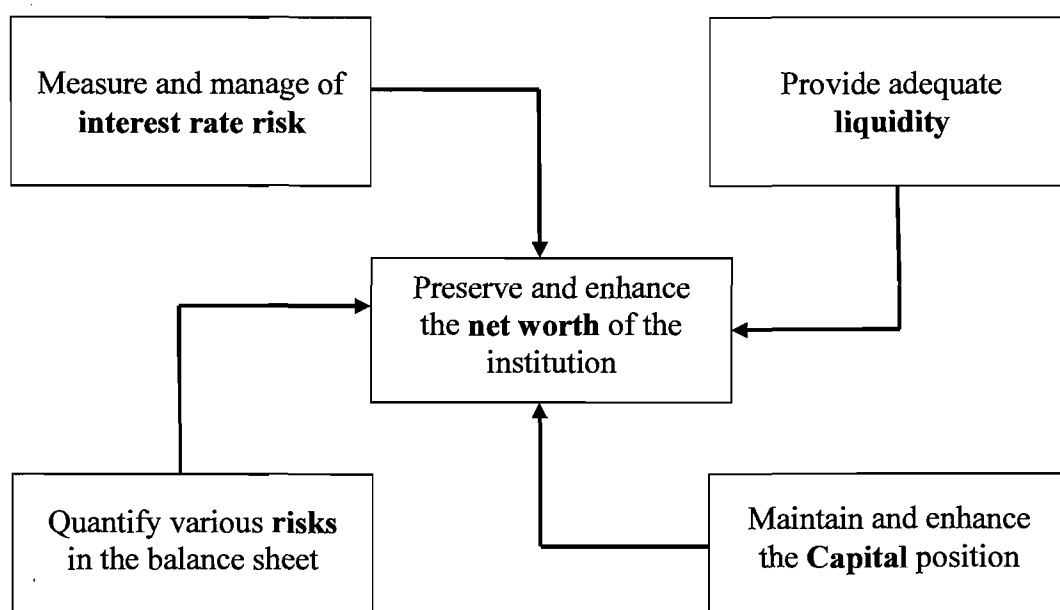 Measure and manage of
interest rate risk
Provide adequate
liquidity
Preserve and enhance
the net worth of the
institution
Quantify various risks
in the balance sheet
Maintain and enhance
the Capital position